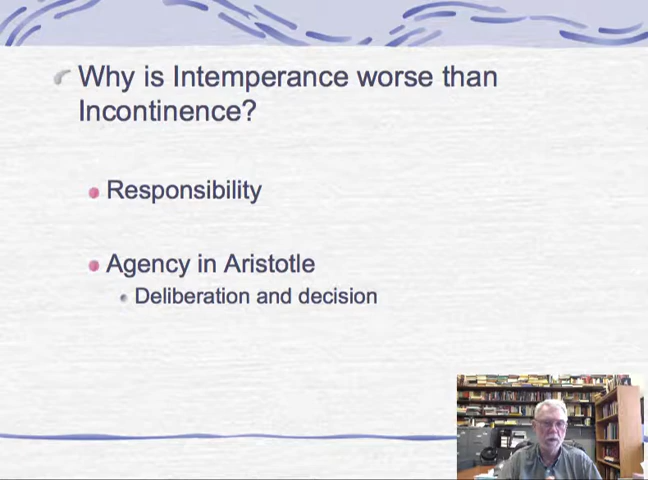 Why is Intemperance worse than
Incontinence?
Responsibility
Agency in Aristotle
Deliberation and decision